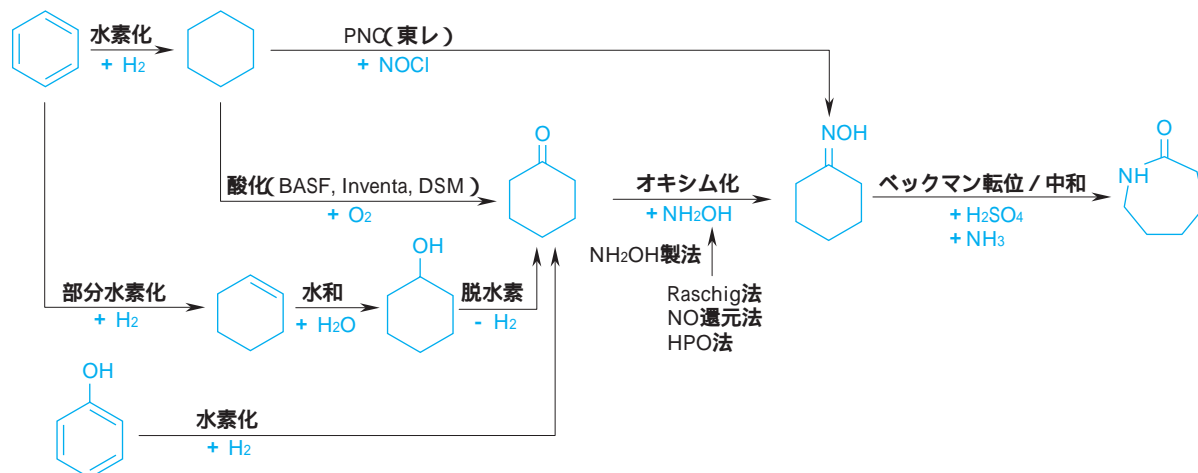 水素化
+ H2
PNC(東レ)
+ NOCl
NOH
O
NH
O
酸化(BASF, Inventa, DSM)
+ O2
オキシム化
+ NH2OH
ベックマン転位 / 中和
+ H2SO4
+ NH3
NH2OH製法
Raschig法
NO還元法
HPO法
部分水素化
+ H2
水和
+ H2O
OH
脱水素
- H2
OH
水素化
+ H2